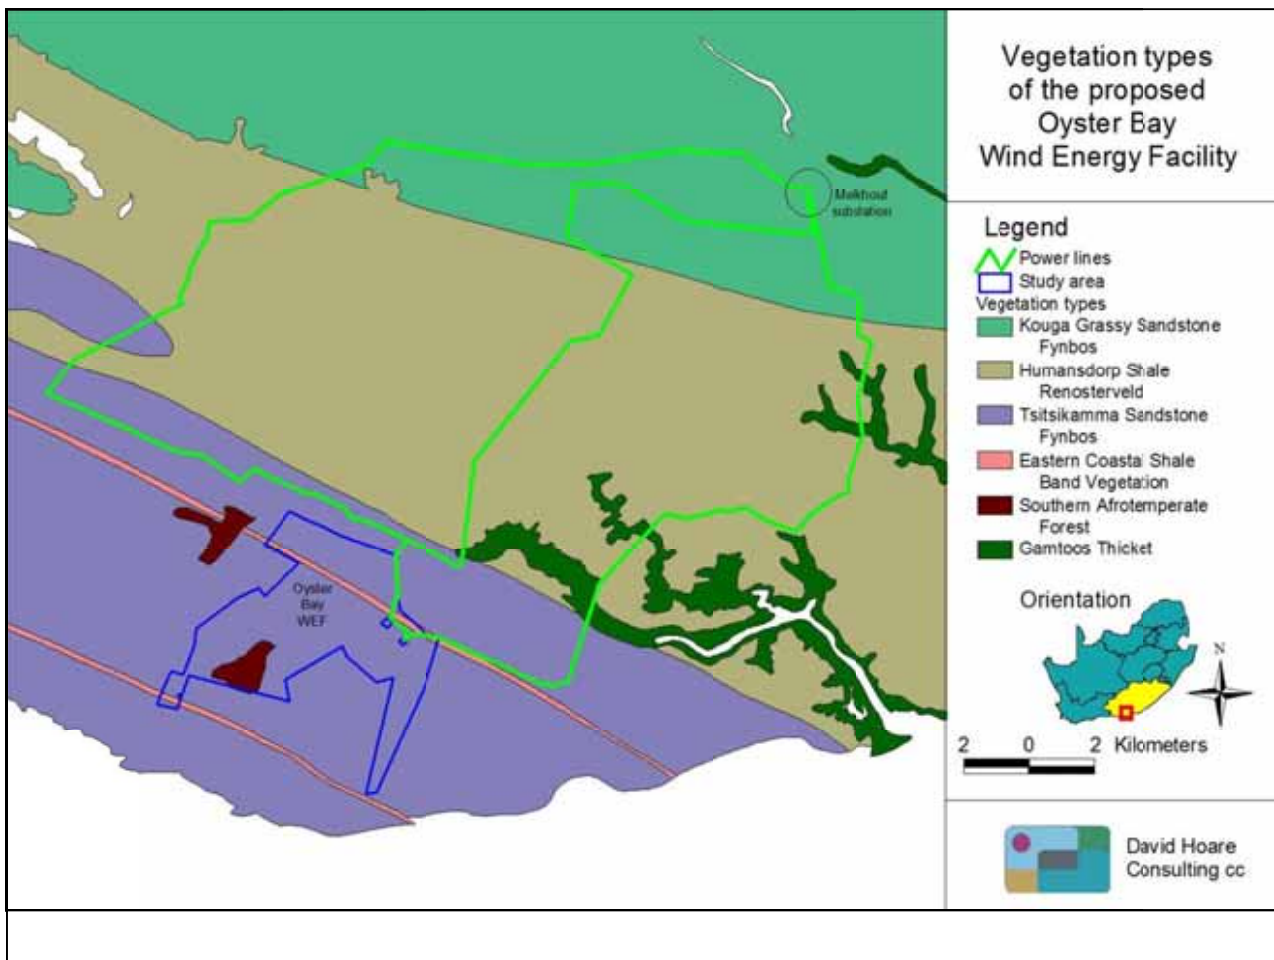 Vegetation types
of the proposed
Oyster Bay
Wind Energy Facility
Legend
Power lines
Study area
Vegetation types
Kouga Grassy Sandstone
Fynbos
Humansdorp Shale
Renosterveld
Tsitsikamma Sandstone
Fynbos
Eastern Coastal Shale
Band Vegetation
Southern Afrotemperate
Forest
Gamtoos Thicket
Orientation
N
2 0 2 Kilometers
David Hoare
Consulting cc
Melkhout
substation
Oyster
Bay
WEF